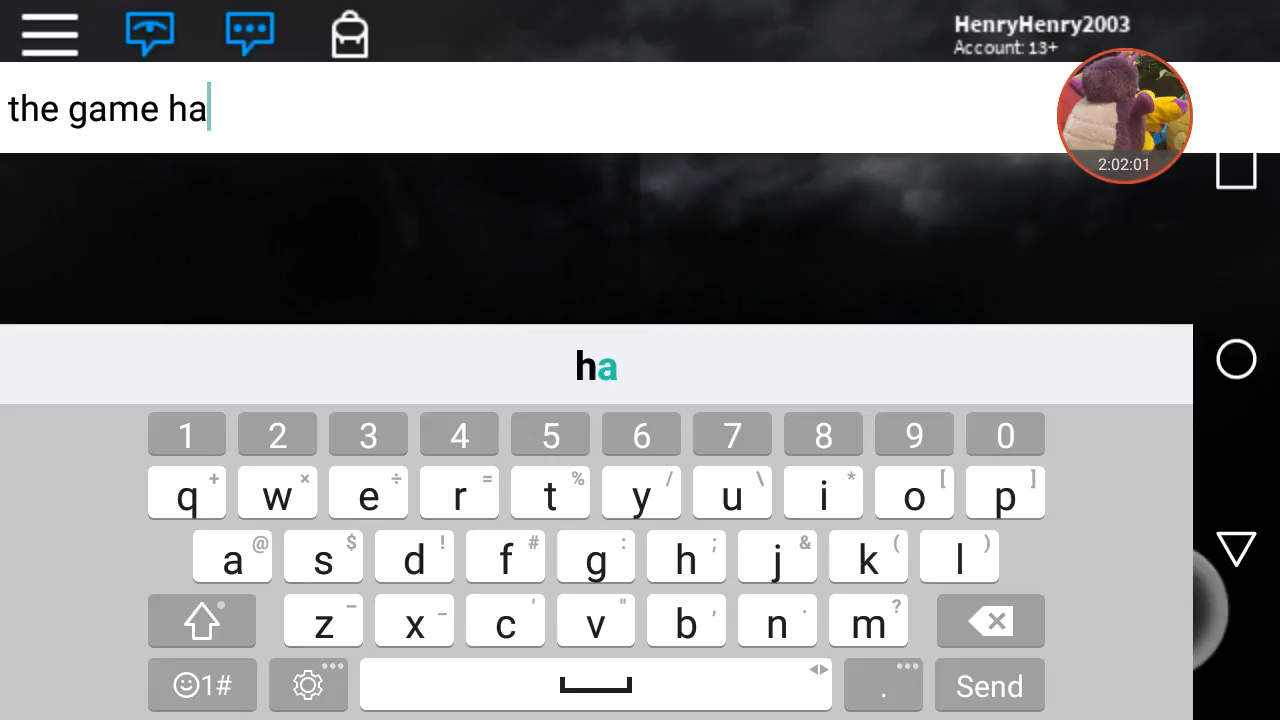 HenryHenry2003
Account: 13+
the game ha
2:02:01
ha
1 2 3 4 5 6 7 8 9 0
q + w × e ÷ r = t % y / u \ i * o [ p ]
a @ s $ d ! f # g : h ; j & k ( l )
z – x _ c ' v " b , n . m ?
1# . Send